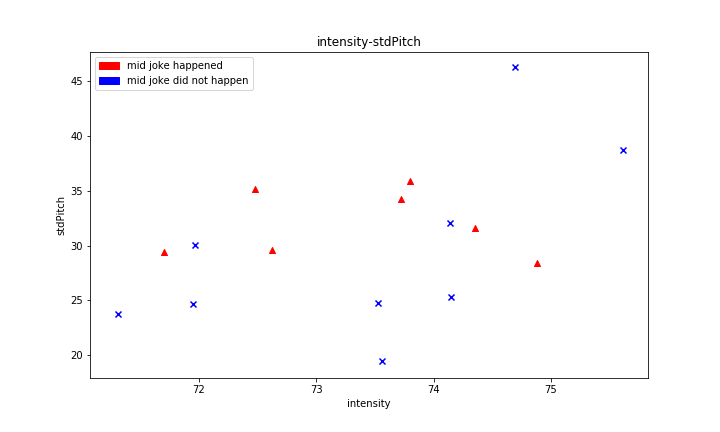 intensity-stdPitch
mid joke happened
mid joke did not happen
45
40
35
30
25
20
stdPitch
72 73 74 75
intensity